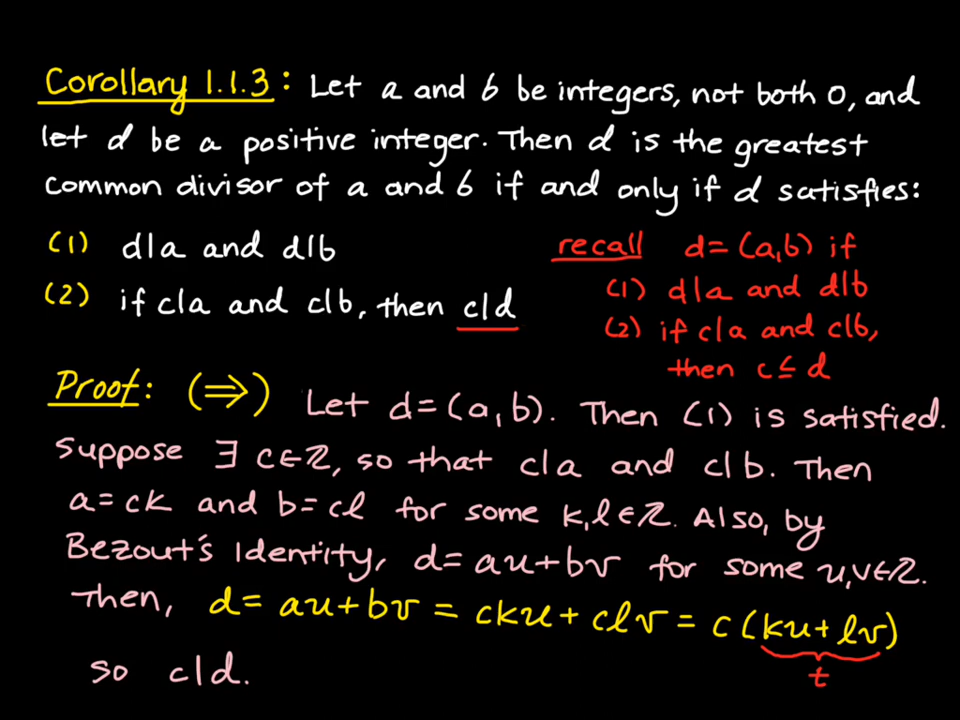 Corollary 1.1.3: Let a and b be integers, not both 0, and
let d be a positive integer. Then d is the greatest
common divisor of a and b if and only if d satisfies:
(1) d|a and d|b
(2) if c|a and c|b, then c|d
recall d=(a,b) if
(1) d|a and d|b
(2) if c|a and c|b,
then c≤d
Proof: (⇒) Let d=(a,b). Then (1) is satisfied.
Suppose ∃ c∈ℤ, so that c|a and c|b. Then
a=ck and b=cl for some k,l∈ℤ. Also, by
Bezout's Identity, d=au+bv for some u,v∈ℤ.
Then, d=au+bv=cku+clv=c(ku+lv)
t
so c|d.